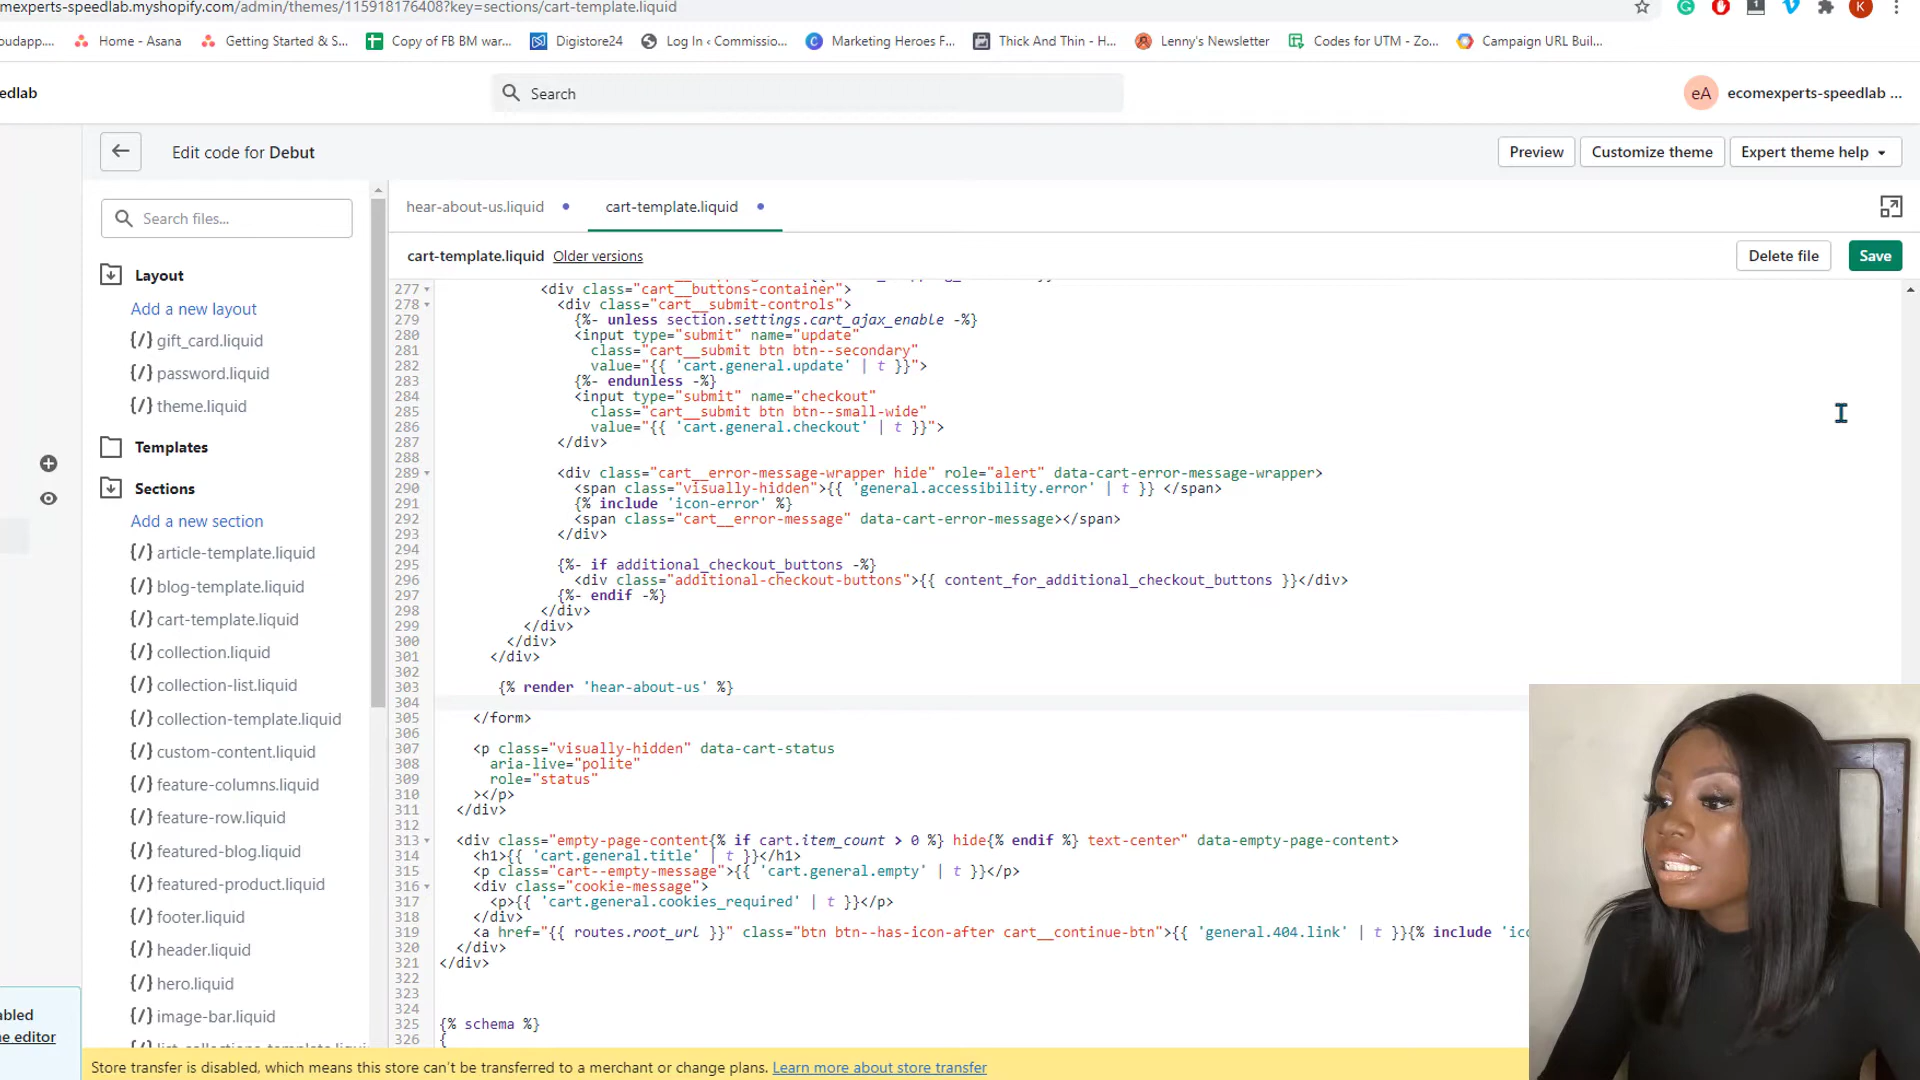 mexperts-speedlab.myshopify.com/admin/themes/115918176408?key=sections/cart-template.liquid
oudapp....
Home - Asana
Getting Started & S...
Copy of FB BM war...
Digistore24
Log In ‹ Commissio...
Marketing Heroes F...
Thick And Thin - H...
Lenny's Newsletter
Codes for UTM - Zo...
Campaign URL Buil...
K
edlab
Search
eA
ecomexperts-speedlab ...
Edit code for Debut
Preview
Customize theme
Expert theme help
Search files...
hear-about-us.liquid
cart-template.liquid
cart-template.liquid Older versions
Delete file
Save
Layout
Add a new layout
{/} gift_card.liquid
{/} password.liquid
{/} theme.liquid
Templates
Sections
Add a new section
{/} article-template.liquid
{/} blog-template.liquid
{/} cart-template.liquid
{/} collection.liquid
{/} collection-list.liquid
{/} collection-template.liquid
{/} custom-content.liquid
{/} feature-columns.liquid
{/} feature-row.liquid
{/} featured-blog.liquid
{/} featured-product.liquid
{/} footer.liquid
{/} header.liquid
{/} hero.liquid
{/} image-bar.liquid
277 <div class="cart__buttons-container">
278 <div class="cart__submit-controls">
279 {%- unless section.settings.cart_ajax_enable -%}
280 <input type="submit" name="update"
281 class="cart__submit btn btn--secondary"
282 value="{{ 'cart.general.update' | t }}">
283 {%- endunless -%}
284 <input type="submit" name="checkout"
285 class="cart__submit btn btn--small-wide"
286 value="{{ 'cart.general.checkout' | t }}">
287 </div>
288
289 <div class="cart__error-message-wrapper hide" role="alert" data-cart-error-message-wrapper>
290 <span class="visually-hidden">{{ 'general.accessibility.error' | t }} </span>
291 {% include 'icon-error' %}
292 <span class="cart__error-message" data-cart-error-message></span>
293 </div>
294
295 {%- if additional_checkout_buttons -%}
296 <div class="additional-checkout-buttons">{{ content_for_additional_checkout_buttons }}</div>
297 {%- endif -%}
298 </div>
299 </div>
300 </div>
301 </div>
302
303 {% render 'hear-about-us' %}
304
305 </form>
306
307 <p class="visually-hidden" data-cart-status
308 aria-live="polite"
309 role="status"
310 ></p>
311 </div>
312
313 <div class="empty-page-content{% if cart.item_count > 0 %} hide{% endif %} text-center" data-empty-page-content>
314 <h1>{{ 'cart.general.title' | t }}</h1>
315 <p class="cart--empty-message">{{ 'cart.general.empty' | t }}</p>
316 <div class="cookie-message">
317 <p>{{ 'cart.general.cookies_required' | t }}</p>
318 </div>
319 <a href="{{ routes.root_url }}" class="btn btn--has-icon-after cart__continue-btn">{{ 'general.404.link' | t }}{% include 'ico
320 </div>
321 </div>
322
323
324
325 {% schema %}
326 {
abled
ne editor
Store transfer is disabled, which means this store can't be transferred to a merchant or change plans. Learn more about store transfer